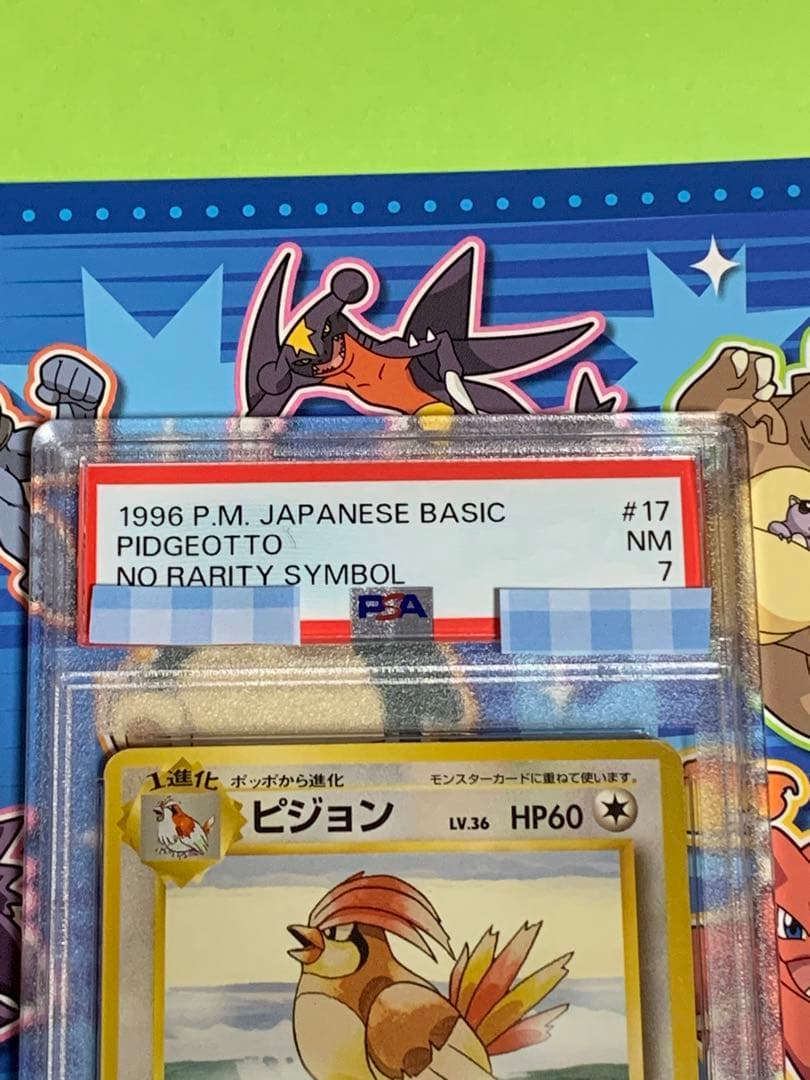 1996 P.M. JAPANESE BASIC #17
PIDGEOTTO NM
NO RARITY SYMBOL 7
PSA
1進化 ポッポから進化 モンスターカードに重ねて使います。
ピジョン LV.36 HP60